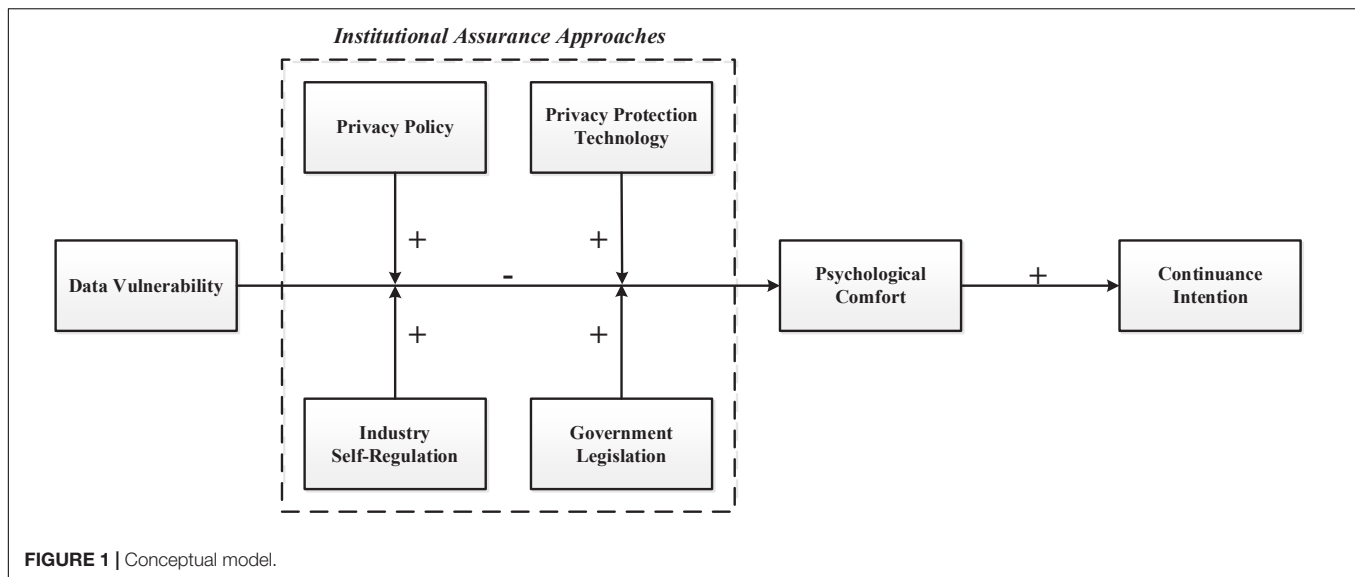 Institutional Assurance Approaches
Privacy Policy
Privacy Protection
Technology
+
+
Data Vulnerability
-
Psychological
Comfort
+
Continuance
Intention
+
+
Industry
Self-Regulation
Government
Legislation
FIGURE 1 | Conceptual model.